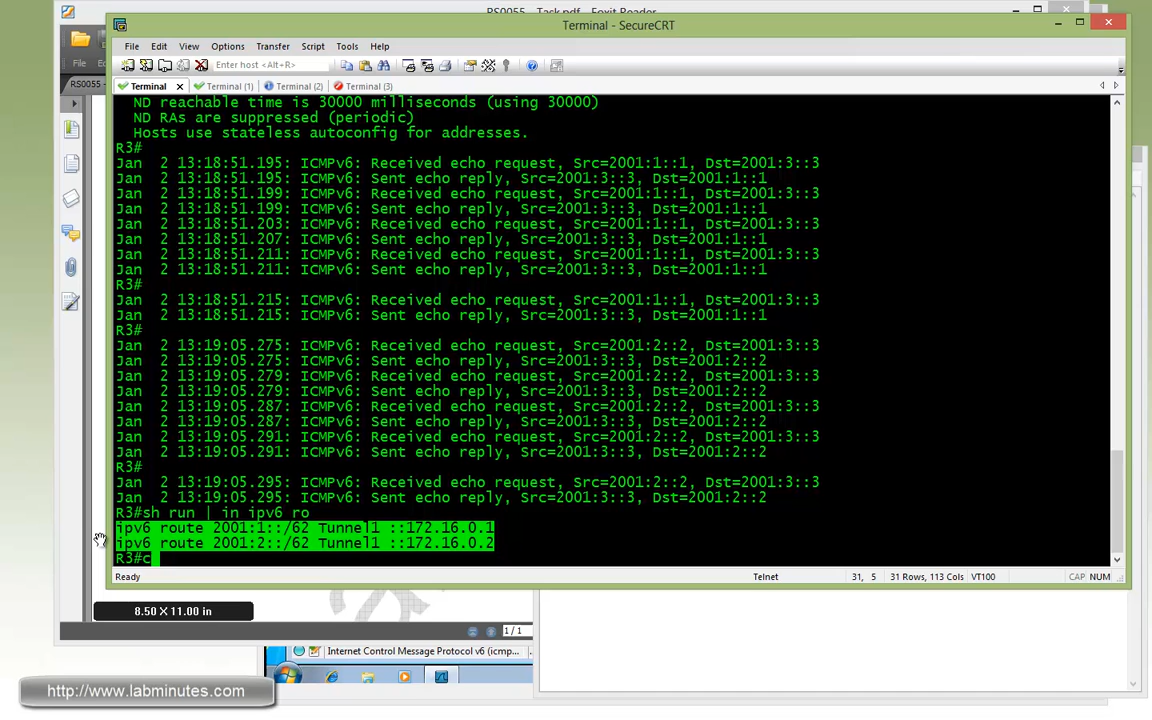 RS0055 - Task.pdf - Foxit Reader
Terminal - SecureCRT
File Edit View Options Transfer Script Tools Help
Enter host <Alt+R>
File
RS0055 -
Terminal
Terminal (1)
Terminal (2)
Terminal (3)
ND reachable time is 30000 milliseconds (using 30000)
ND RAs are suppressed (periodic)
Hosts use stateless autoconfig for addresses.
R3#
Jan  2 13:18:51.195: ICMPv6: Received echo request, Src=2001:1::1, Dst=2001:3::3
Jan  2 13:18:51.195: ICMPv6: Sent echo reply, Src=2001:3::3, Dst=2001:1::1
Jan  2 13:18:51.199: ICMPv6: Received echo request, Src=2001:1::1, Dst=2001:3::3
Jan  2 13:18:51.199: ICMPv6: Sent echo reply, Src=2001:3::3, Dst=2001:1::1
Jan  2 13:18:51.203: ICMPv6: Received echo request, Src=2001:1::1, Dst=2001:3::3
Jan  2 13:18:51.207: ICMPv6: Sent echo reply, Src=2001:3::3, Dst=2001:1::1
Jan  2 13:18:51.211: ICMPv6: Received echo request, Src=2001:1::1, Dst=2001:3::3
Jan  2 13:18:51.211: ICMPv6: Sent echo reply, Src=2001:3::3, Dst=2001:1::1
R3#
Jan  2 13:18:51.215: ICMPv6: Received echo request, Src=2001:1::1, Dst=2001:3::3
Jan  2 13:18:51.215: ICMPv6: Sent echo reply, Src=2001:3::3, Dst=2001:1::1
R3#
Jan  2 13:19:05.275: ICMPv6: Received echo request, Src=2001:2::2, Dst=2001:3::3
Jan  2 13:19:05.275: ICMPv6: Sent echo reply, Src=2001:3::3, Dst=2001:2::2
Jan  2 13:19:05.279: ICMPv6: Received echo request, Src=2001:2::2, Dst=2001:3::3
Jan  2 13:19:05.279: ICMPv6: Sent echo reply, Src=2001:3::3, Dst=2001:2::2
Jan  2 13:19:05.287: ICMPv6: Received echo request, Src=2001:2::2, Dst=2001:3::3
Jan  2 13:19:05.287: ICMPv6: Sent echo reply, Src=2001:3::3, Dst=2001:2::2
Jan  2 13:19:05.291: ICMPv6: Received echo request, Src=2001:2::2, Dst=2001:3::3
Jan  2 13:19:05.291: ICMPv6: Sent echo reply, Src=2001:3::3, Dst=2001:2::2
R3#
Jan  2 13:19:05.295: ICMPv6: Received echo request, Src=2001:2::2, Dst=2001:3::3
Jan  2 13:19:05.295: ICMPv6: Sent echo reply, Src=2001:3::3, Dst=2001:2::2
R3#sh run | in ipv6 ro
ipv6 route 2001:1::/62 Tunnel1 ::172.16.0.1
ipv6 route 2001:2::/62 Tunnel1 ::172.16.0.2
R3#c
Ready Telnet 31, 5 31 Rows, 113 Cols VT100 CAP NUM
8.50 × 11.00 in
1 / 1
Internet Control Message Protocol v6 (icmp...
http://www.labminutes.com